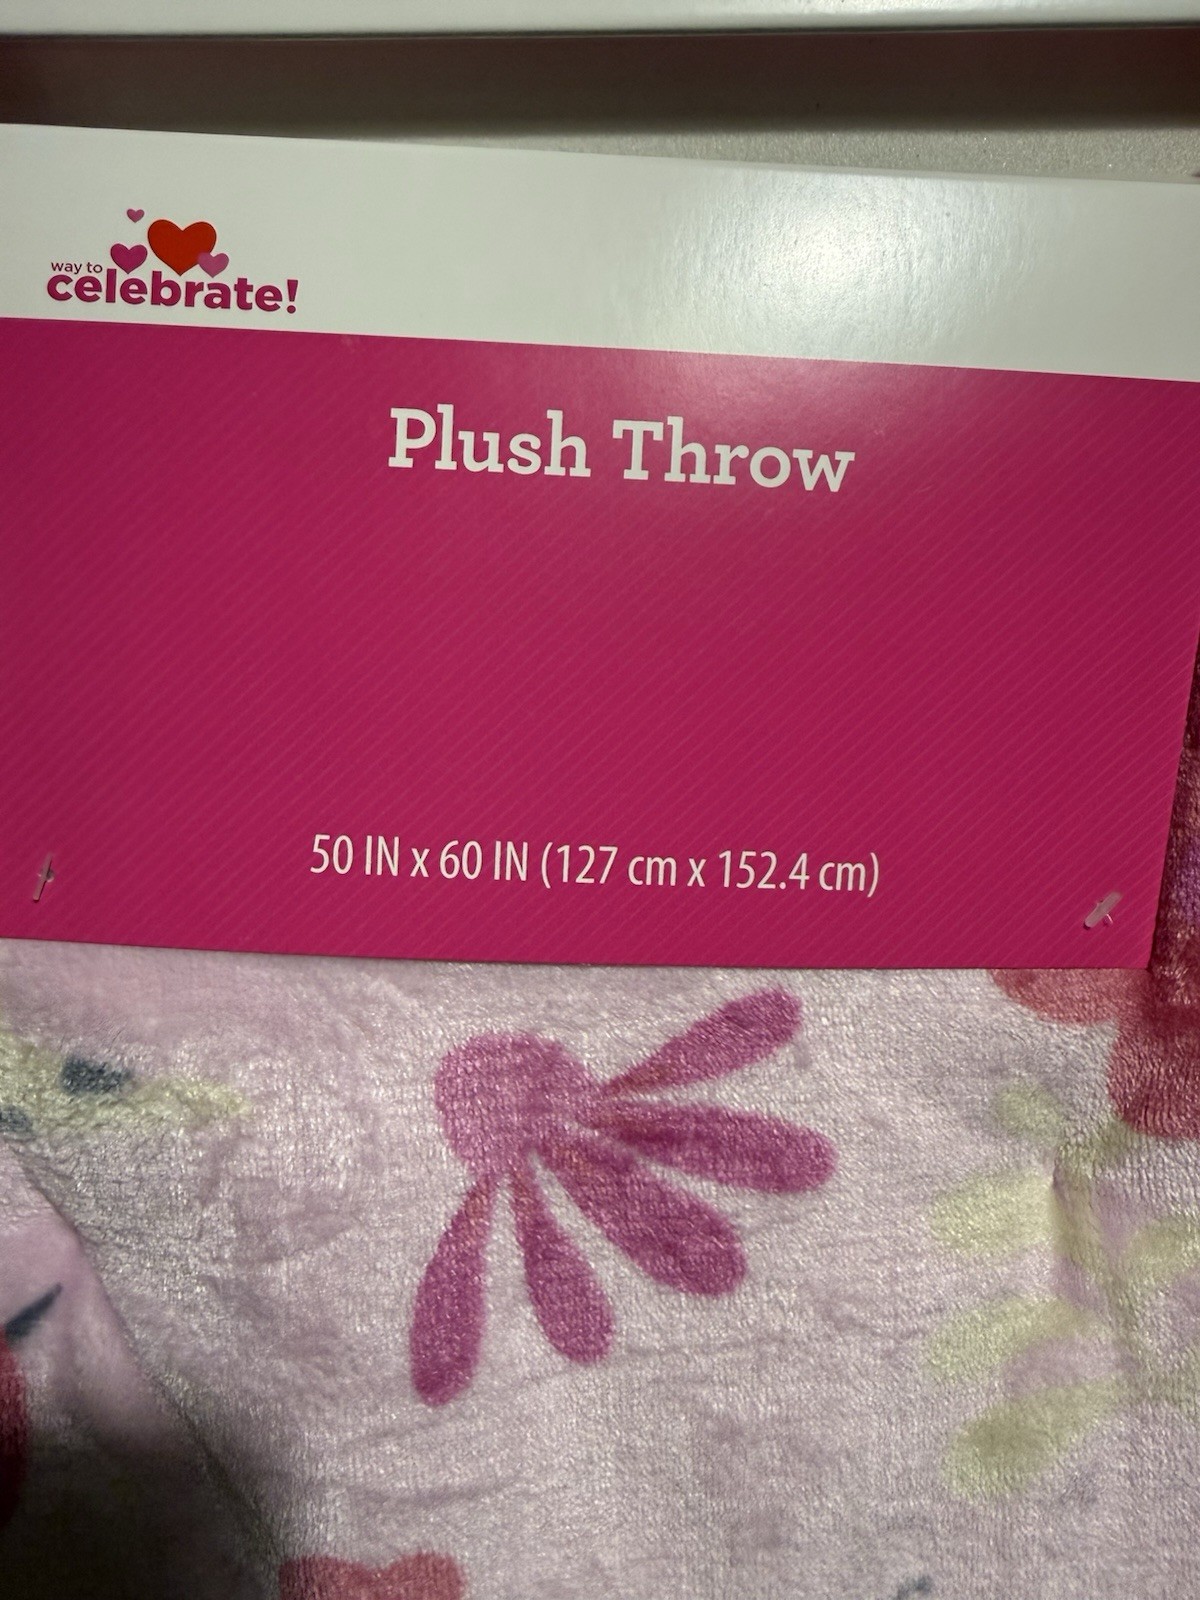 way to
celebrate!
Plush Throw
50 IN x 60 IN (127 cm x 152.4 cm)